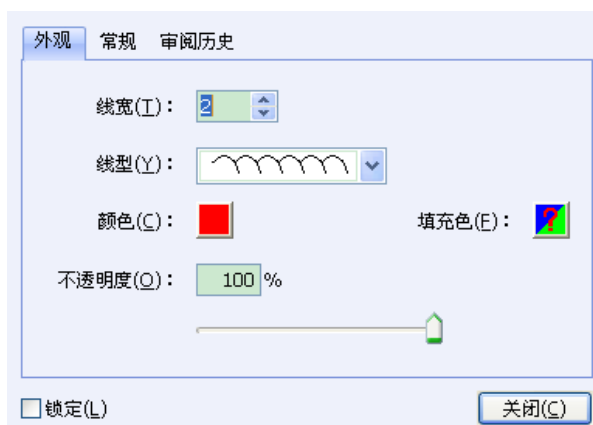 外观 常规 审阅历史
线宽(T)： 2
线型(Y)：
颜色(C)： 填充色(F)： ?
不透明度(O)： 100 %
锁定(L) 关闭(C)